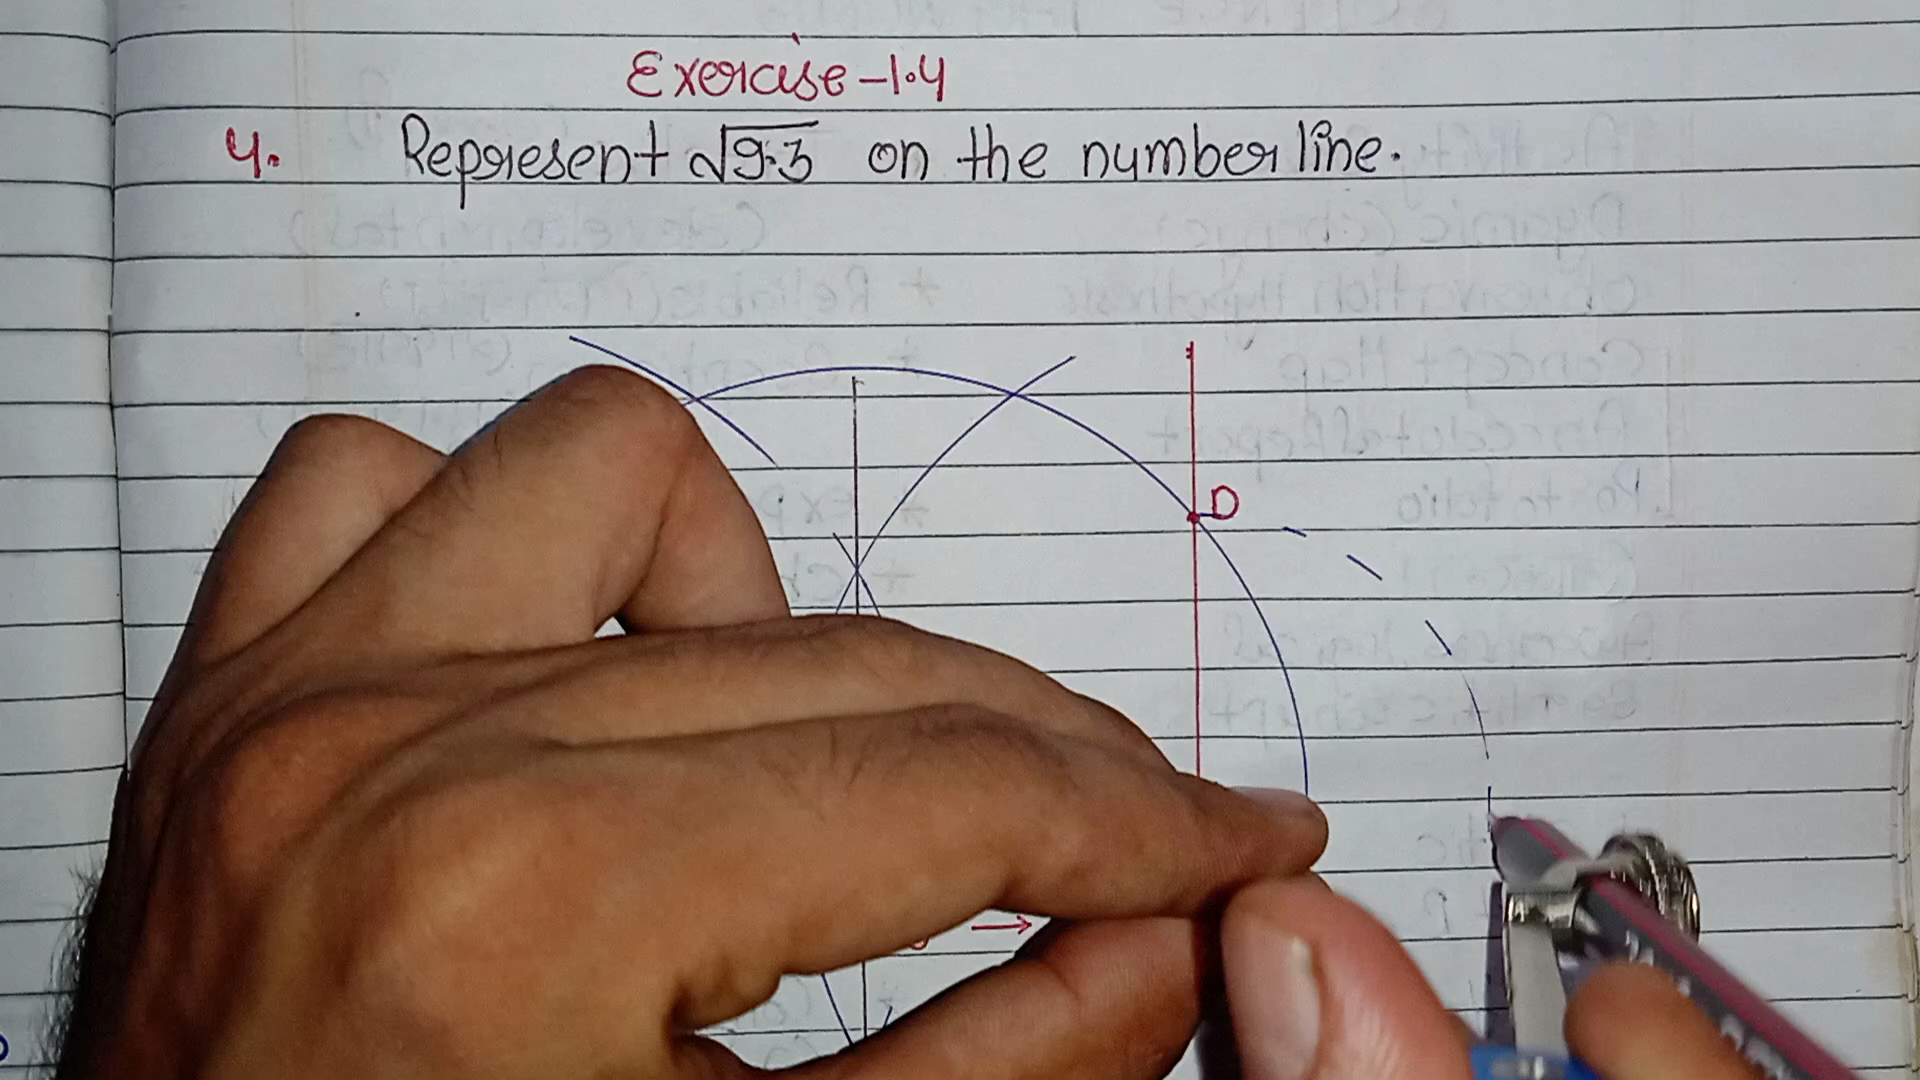 Exercise-1.4
4. Represent √9.3 on the number line.
D